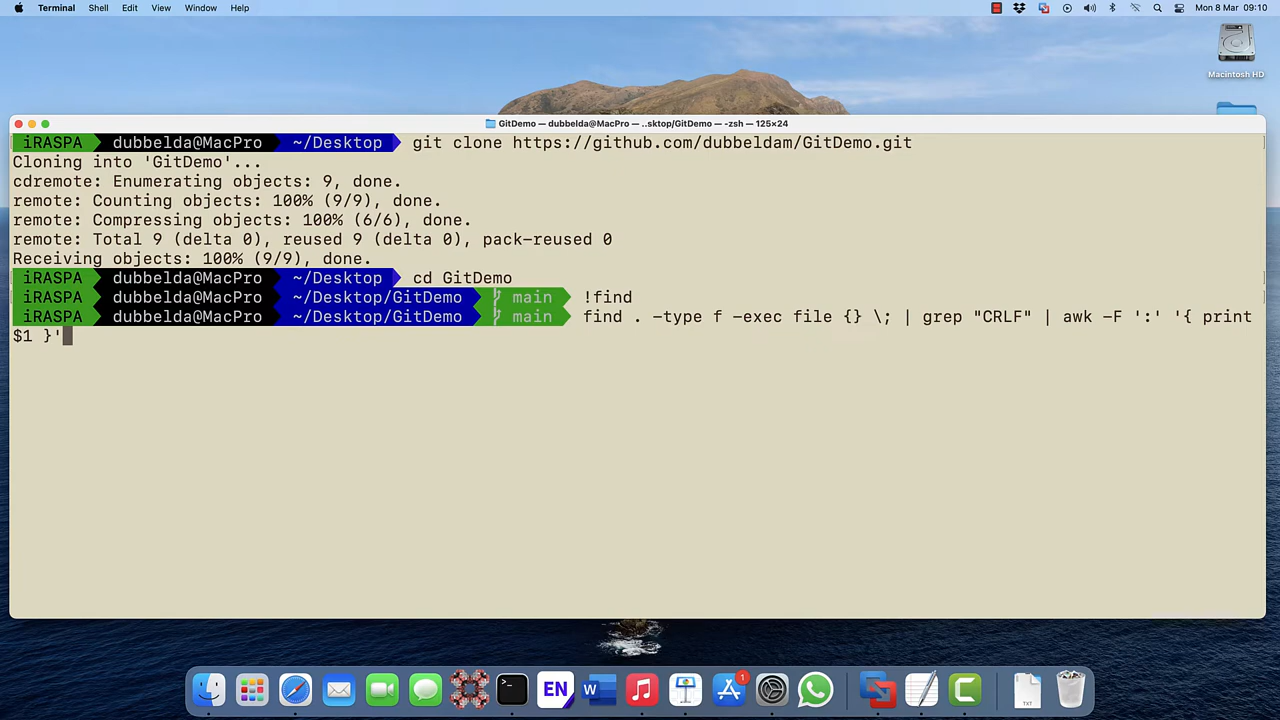 Terminal Shell Edit View Window Help Mon 8 Mar 09:10
Macintosh HD
GitDemo — dubbelda@MacPro — ..sktop/GitDemo — -zsh — 125×24
iRASPA dubbelda@MacPro ~/Desktop git clone https://github.com/dubbeldam/GitDemo.git
Cloning into 'GitDemo'...
cdremote: Enumerating objects: 9, done.
remote: Counting objects: 100% (9/9), done.
remote: Compressing objects: 100% (6/6), done.
remote: Total 9 (delta 0), reused 9 (delta 0), pack-reused 0
Receiving objects: 100% (9/9), done.
iRASPA dubbelda@MacPro ~/Desktop cd GitDemo
iRASPA dubbelda@MacPro ~/Desktop/GitDemo main !find
iRASPA dubbelda@MacPro ~/Desktop/GitDemo main find . -type f -exec file {} \; | grep "CRLF" | awk -F ':' '{ print
$1 }'
1
>_
EN
W
TXT